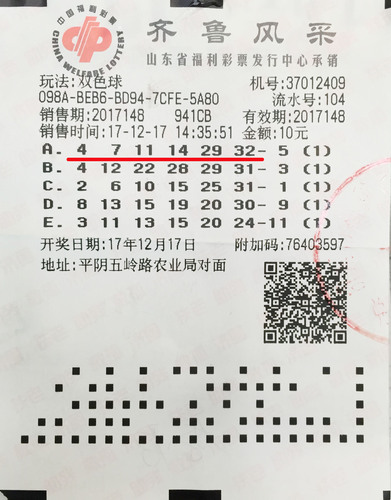 中国福利彩票
CHINA WELFARE LOTTERY
齐鲁风采
山东省福利彩票发行中心承销
玩法:双色球 机号:37012409
098A-BEB6-BD94-7CFE-5A80 流水号:104
销售期:2017148 941CB 有效期:2017148
销售时间:17-12-17 14:35:51 金额:10元
A. 4 7 11 14 29 32- 5 (1)
B. 4 12 22 28 29 31- 3 (1)
C. 2 6 10 15 25 31- 1 (1)
D. 8 13 15 19 20 30- 9 (1)
E. 3 11 13 15 20 24-11 (1)
开奖日期:17年12月17日 附加码:76403597
地址:平阴五岭路农业局对面